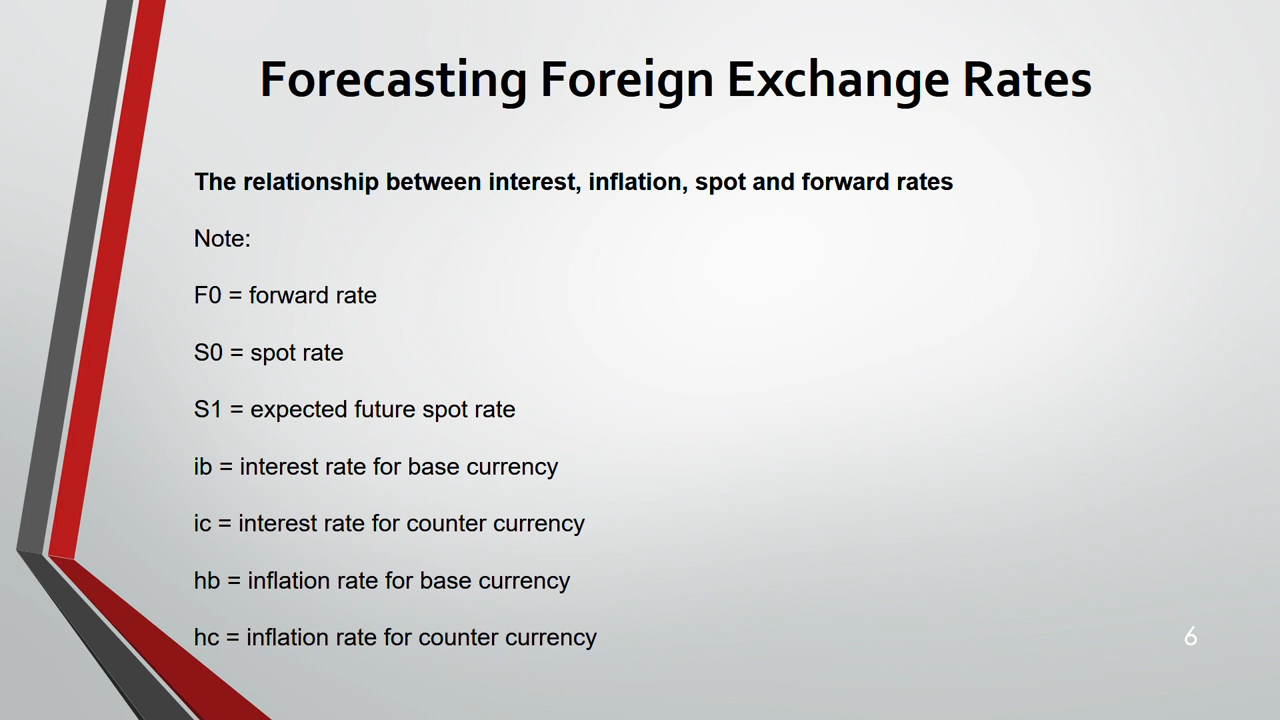 Forecasting Foreign Exchange Rates
The relationship between interest, inflation, spot and forward rates
Note:
F0 = forward rate
S0 = spot rate
S1 = expected future spot rate
ib = interest rate for base currency
ic = interest rate for counter currency
hb = inflation rate for base currency
hc = inflation rate for counter currency
6